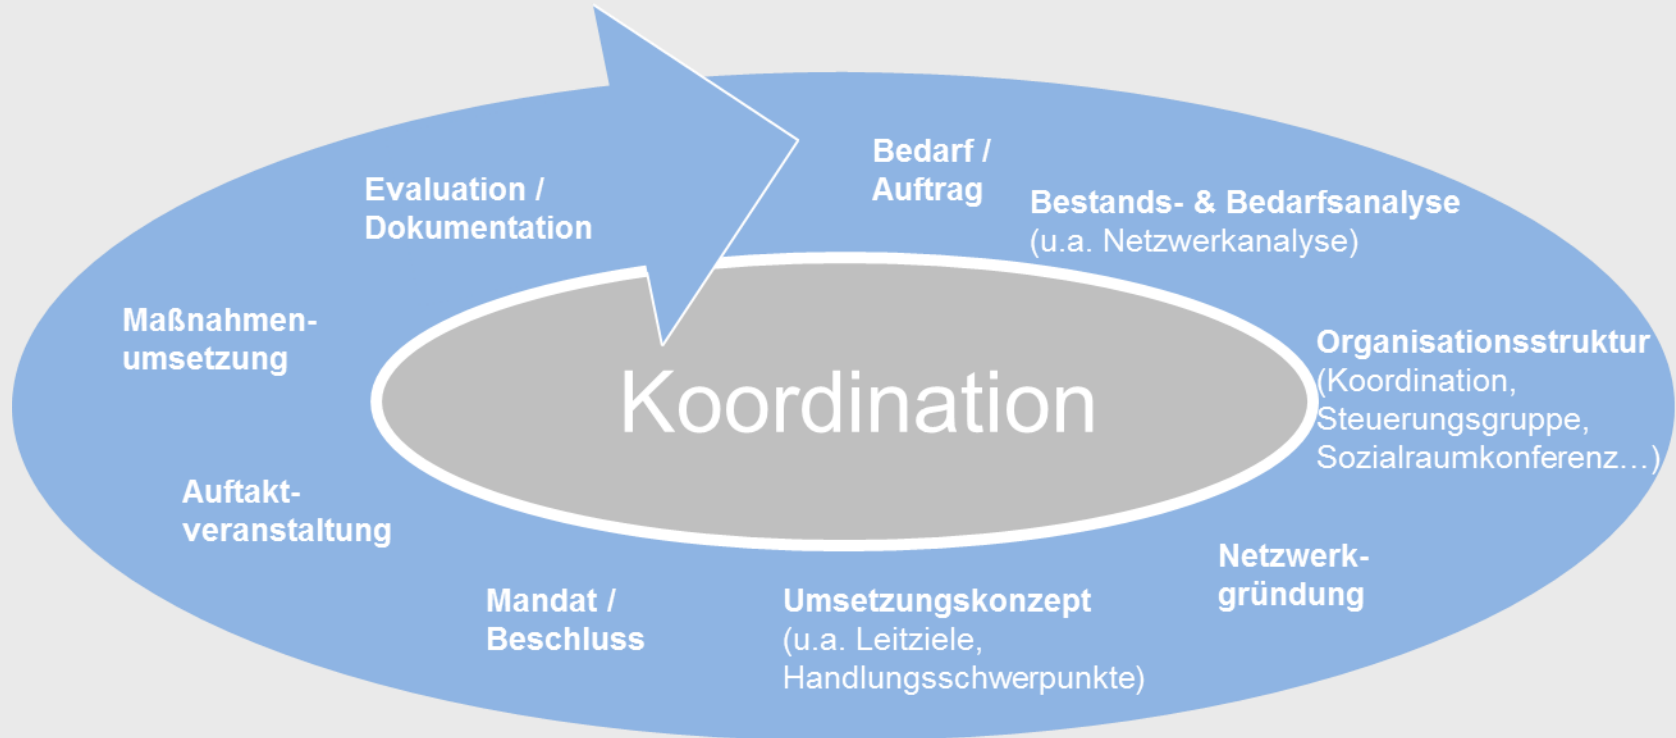 Bedarf /
Auftrag
Bestands- & Bedarfsanalyse
(u.a. Netzwerkanalyse)
Organisationsstruktur
(Koordination,
Steuerungsgruppe,
Sozialraumkonferenz...)
Netzwerk-
gründung
Umsetzungskonzept
(u.a. Leitziele,
Handlungsschwerpunkte)
Mandat /
Beschluss
Auftakt-
veranstaltung
Maßnahmen-
umsetzung
Evaluation /
Dokumentation
Koordination